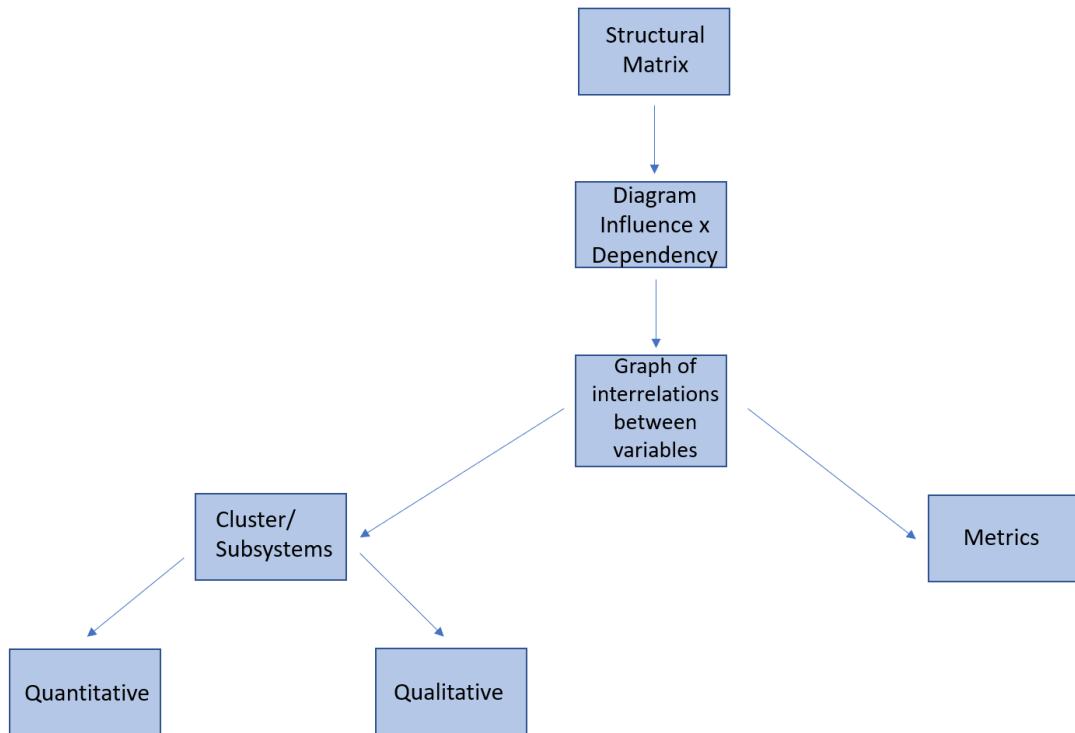 Structural
Matrix
Diagram
Influence x
Dependency
Graph of
interrelations
between
variables
Cluster/
Subsystems
Metrics
Quantitative
Qualitative